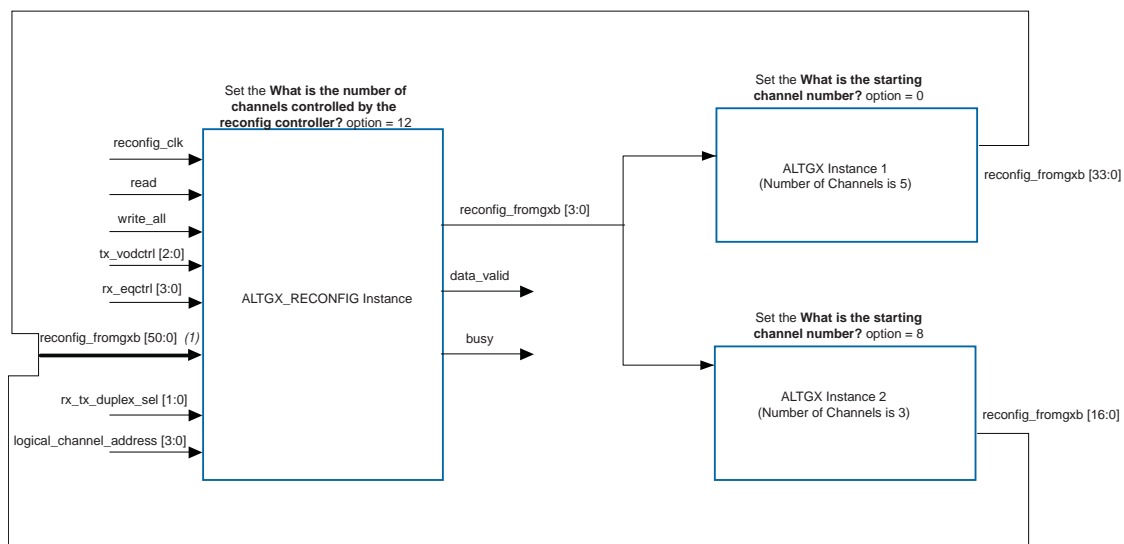 Set the What is the number of
channels controlled by the
reconfig controller? option = 12
reconfig_clk
read
write_all
tx_vodctrl [2:0]
rx_eqctrl [3:0]
reconfig_fromgxb [50:0] (1)
rx_tx_duplex_sel [1:0]
logical_channel_address [3:0]
ALTGX_RECONFIG Instance
reconfig_fromgxb [3:0]
data_valid
busy
Set the What is the starting
channel number? option = 0
ALTGX Instance 1
(Number of Channels is 5)
reconfig_fromgxb [33:0]
Set the What is the starting
channel number? option = 8
ALTGX Instance 2
(Number of Channels is 3)
reconfig_fromgxb [16:0]